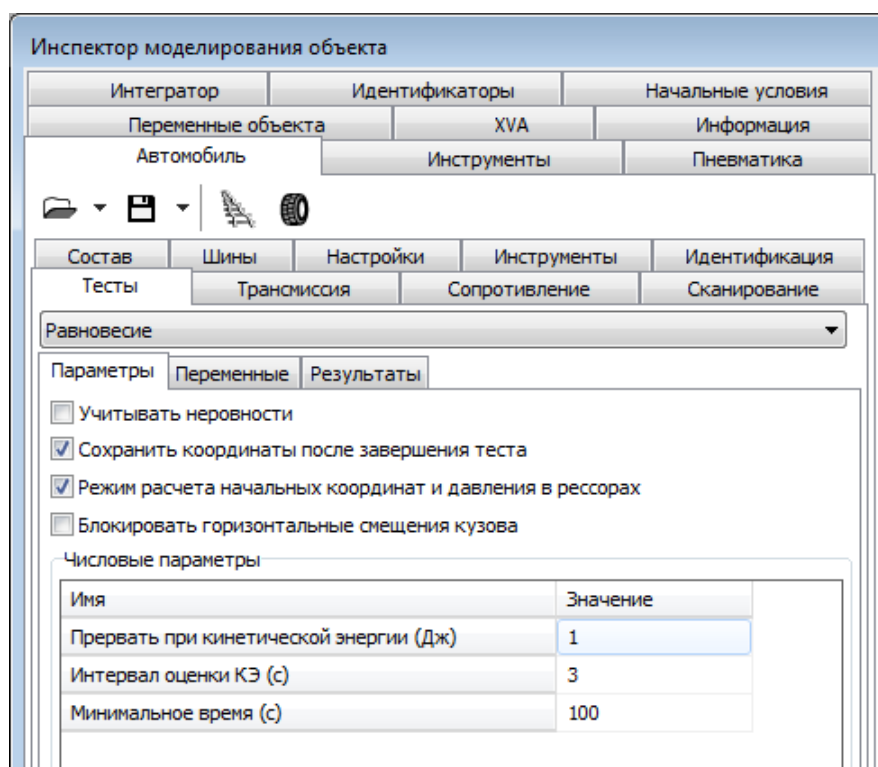 Инспектор моделирования объекта
Интегратор Идентификаторы Начальные условия
Переменные объекта XVA Информация
Автомобиль Инструменты Пневматика
Состав Шины Настройки Инструменты Идентификация
Тесты Трансмиссия Сопротивление Сканирование
Равновесие
Параметры Переменные Результаты
Учитывать неровности
Сохранить координаты после завершения теста
Режим расчета начальных координат и давления в рессорах
Блокировать горизонтальные смещения кузова
Числовые параметры
Имя Значение
Прервать при кинетической энергии (Дж) 1
Интервал оценки КЭ (с) 3
Минимальное время (с) 100